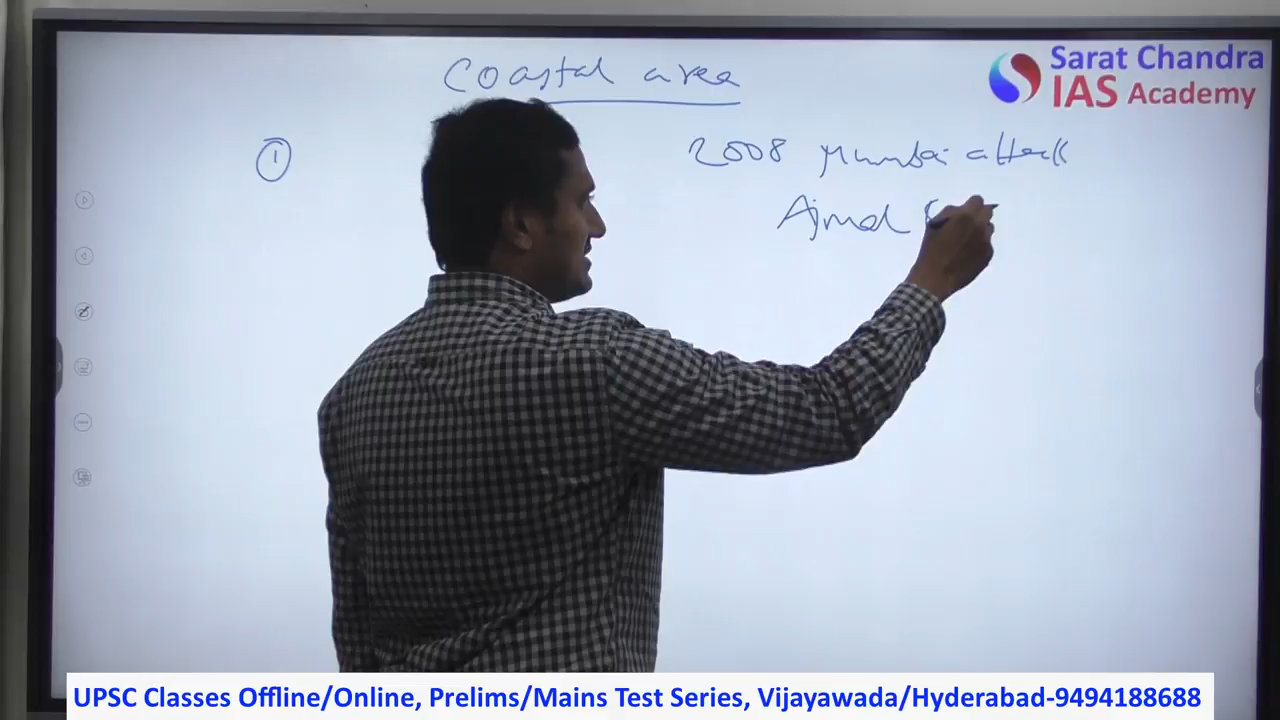 Coastal area
Sarat Chandra
IAS Academy
1
2008 Mumbai attack
Ajmal
UPSC Classes Offline/Online, Prelims/Mains Test Series, Vijayawada/Hyderabad-9494188688